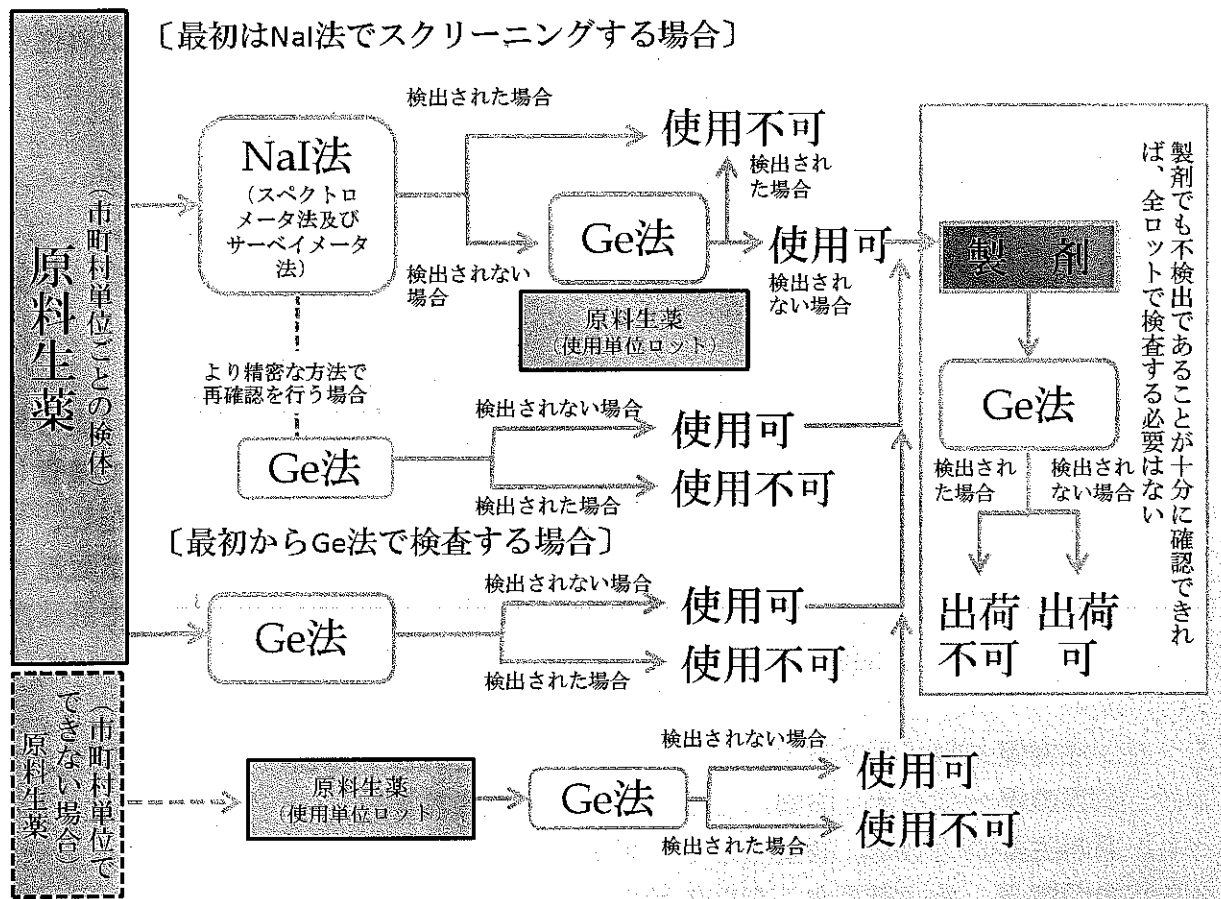 〔最初はNaI法でスクリーニングする場合〕
原料生薬
(市町村単位ごとの検体)
NaI法
(スペクトロ
メータ法及び
サーベイメータ
法)
検出された場合
使用不可
検出され
た場合
検出されない
場合
Ge法
使用可
検出され
ない場合
原料生薬
(使用単位ロット)
より精密な方法で
再確認を行う場合
Ge法
検出されない場合
使用可
検出された場合
使用不可
〔最初からGe法で検査する場合〕
Ge法
検出されない場合
使用可
検出された場合
使用不可
原料生薬
(市町村単位で
できない場合)
原料生薬
(使用単位ロット)
Ge法
検出されない場合
使用可
検出された場合
使用不可
製剤でも不検出であることが十分に確認できれ
ば、全ロットで検査する必要はない
製 剤
Ge法
検出され
た場合
検出され
ない場合
出荷
不可
出荷
可